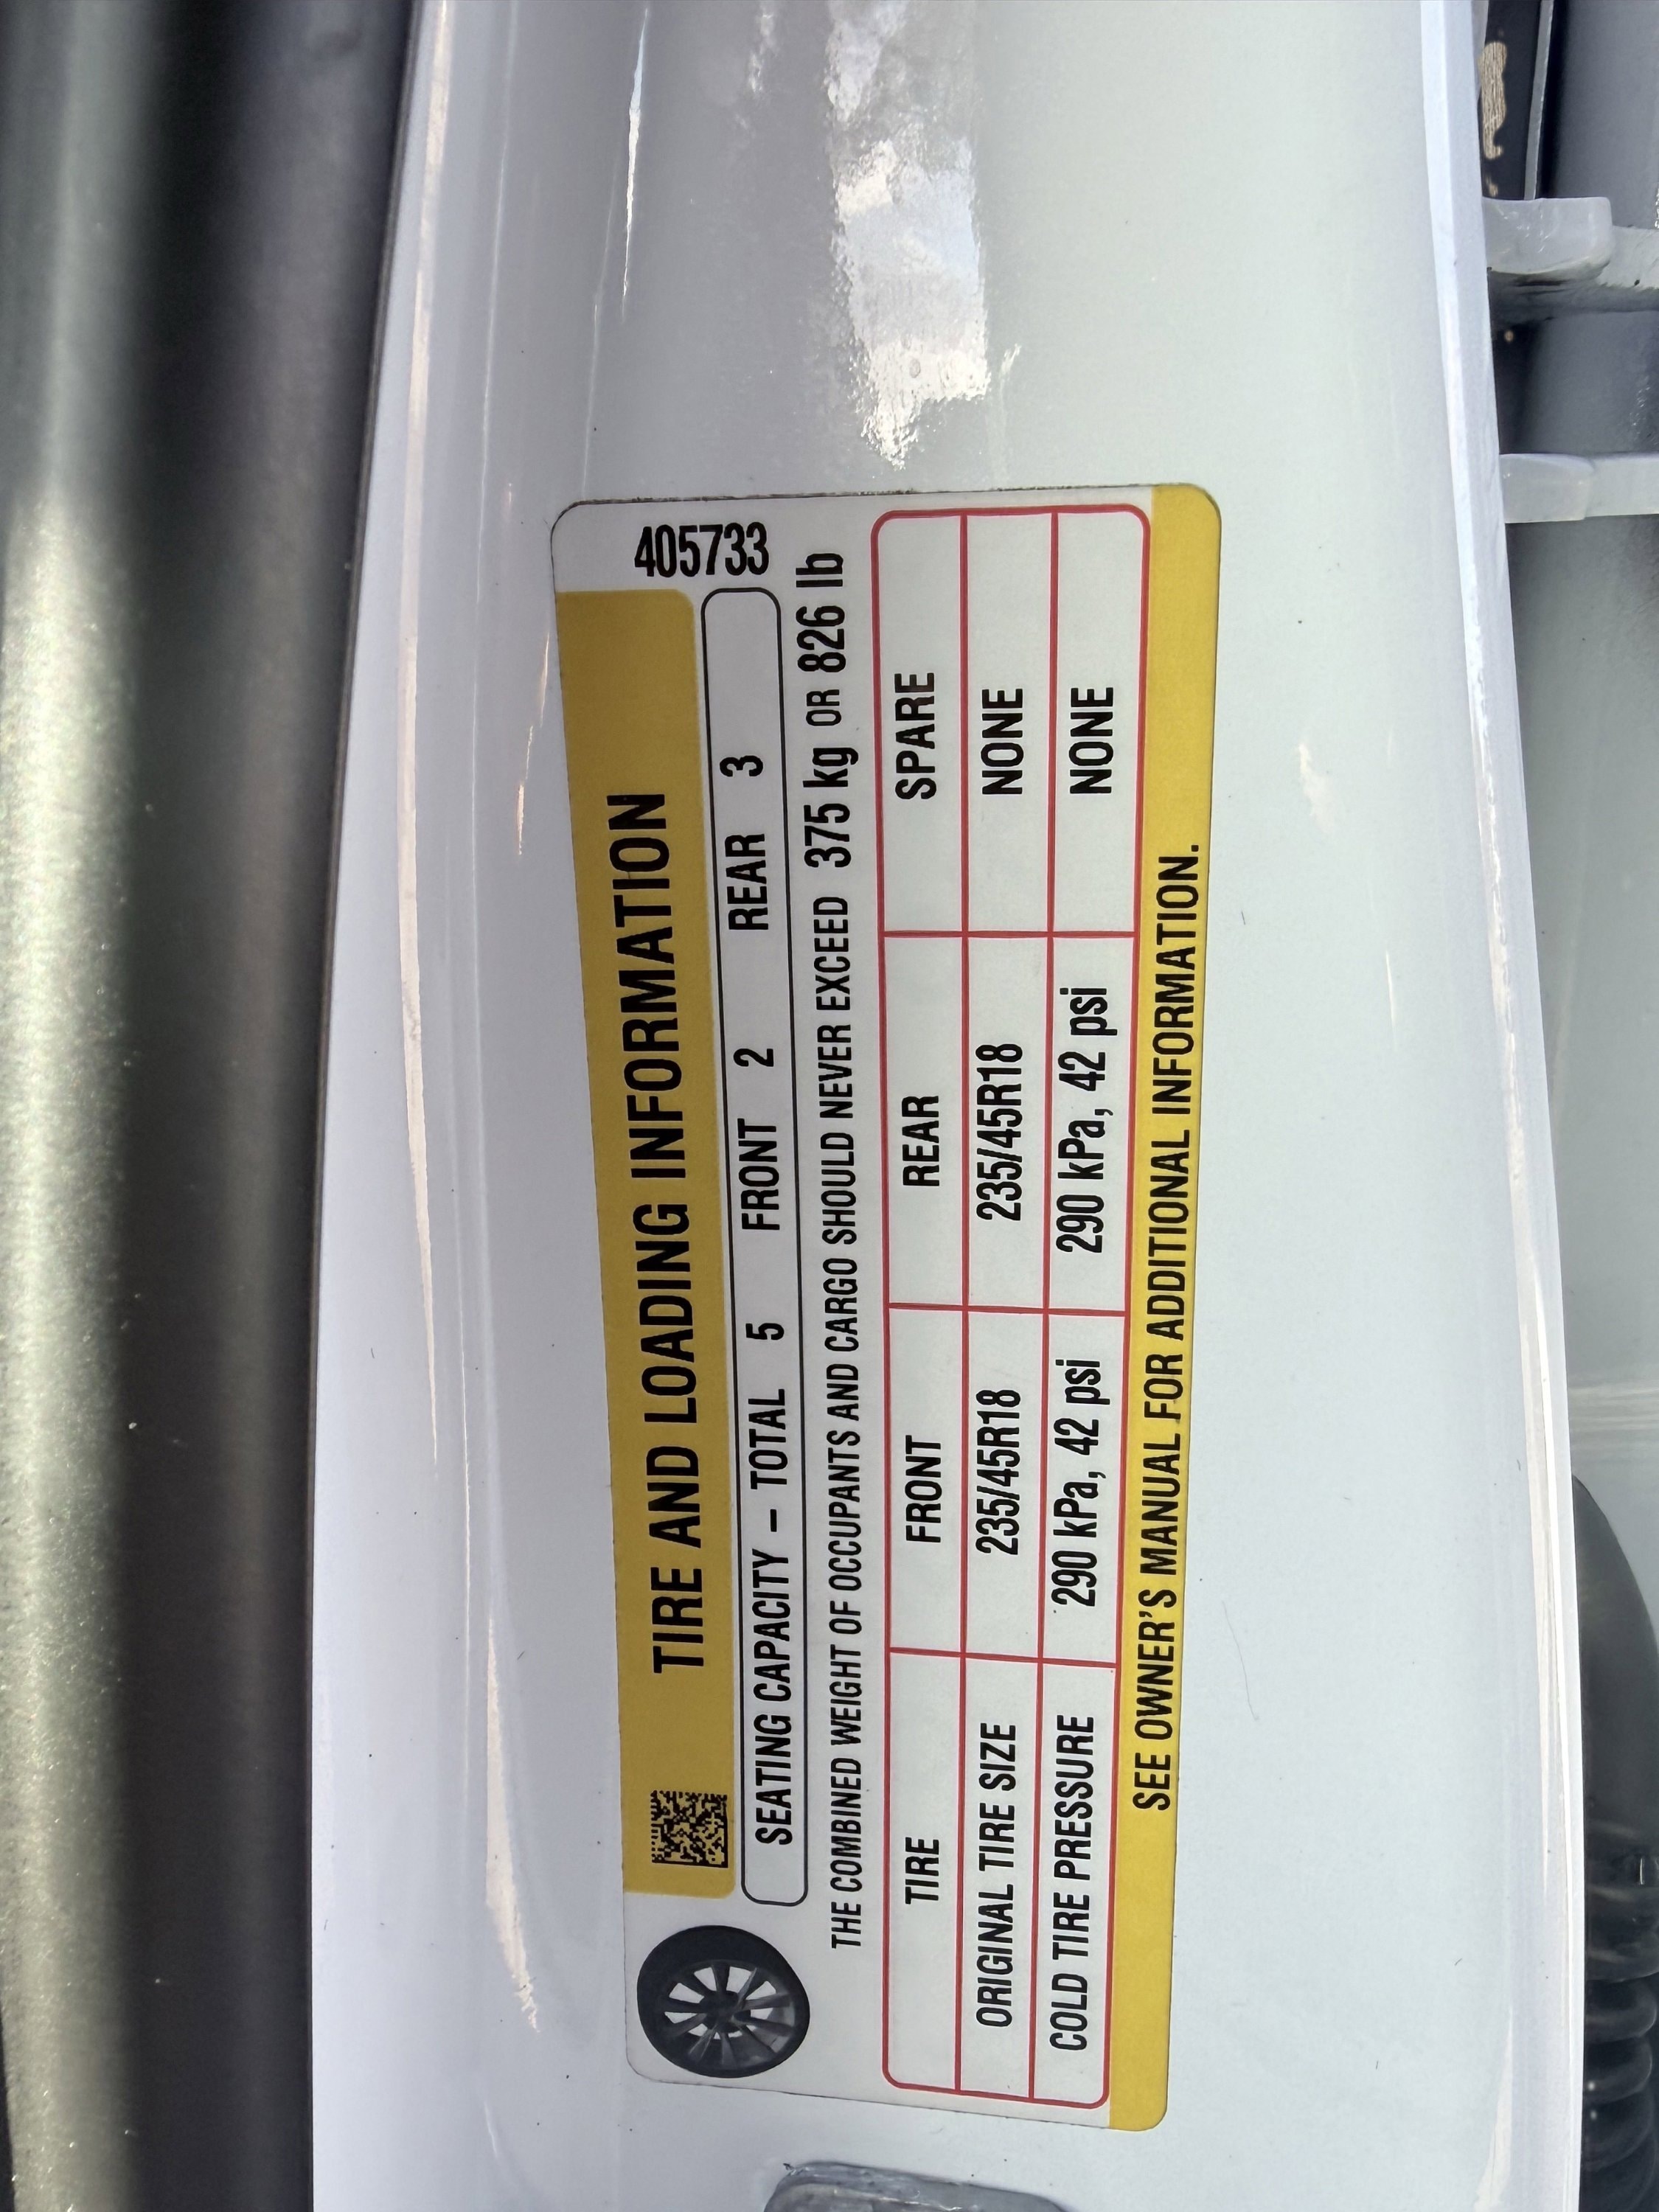 TIRE AND LOADING INFORMATION
405733
SEATING CAPACITY – TOTAL 5 FRONT 2 REAR 3
THE COMBINED WEIGHT OF OCCUPANTS AND CARGO SHOULD NEVER EXCEED 375 kg OR 826 lb
TIRE FRONT REAR SPARE
ORIGINAL TIRE SIZE 235/45R18 235/45R18 NONE
COLD TIRE PRESSURE 290 kPa, 42 psi 290 kPa, 42 psi NONE
SEE OWNER'S MANUAL FOR ADDITIONAL INFORMATION.